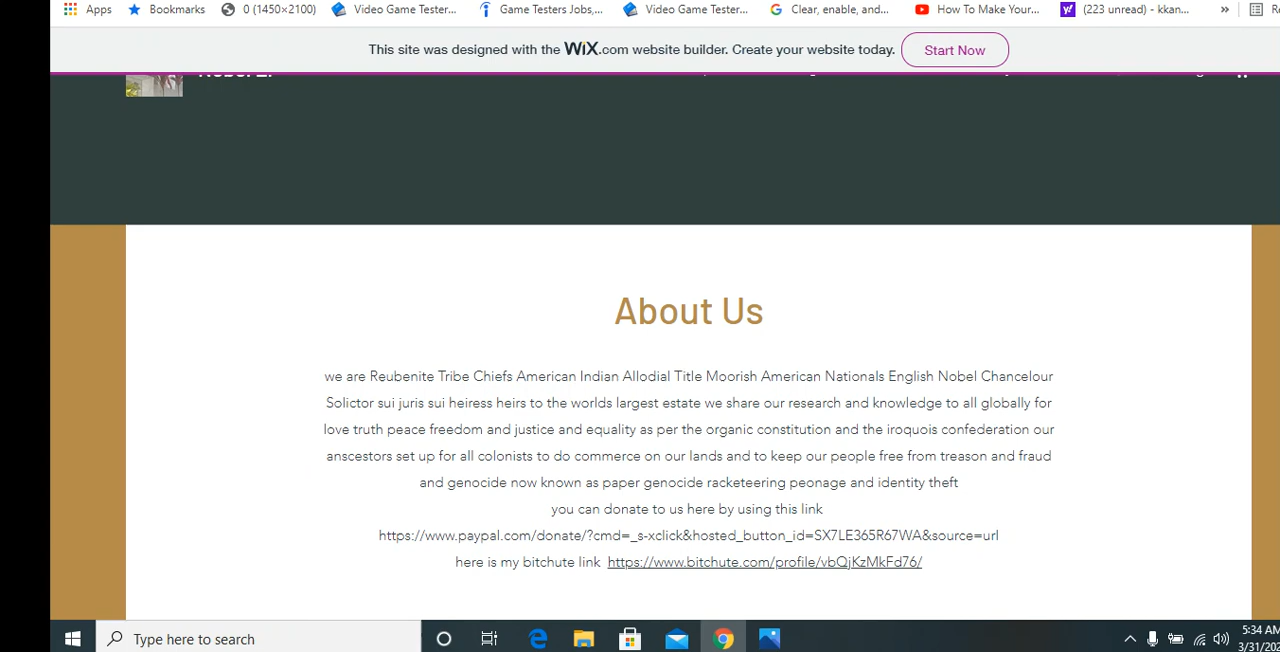 Apps
Bookmarks
0 (1450×2100)
Video Game Tester...
Game Testers Jobs,...
Video Game Tester...
Clear, enable, and...
How To Make Your...
(223 unread) - kkan...
»
This site was designed with the WiX.com website builder. Create your website today.
Start Now
About Us
we are Reubenite Tribe Chiefs American Indian Allodial Title Moorish American Nationals English Nobel Chancelour
Solictor sui juris sui heiress heirs to the worlds largest estate we share our research and knowledge to all globally for
love truth peace freedom and justice and equality as per the organic constitution and the iroquois confederation our
anscestors set up for all colonists to do commerce on our lands and to keep our people free from treason and fraud
and genocide now known as paper genocide racketeering peonage and identity theft
you can donate to us here by using this link
https://www.paypal.com/donate/?cmd=_s-xclick&hosted_button_id=SX7LE365R67WA&source=url
here is my bitchute link https://www.bitchute.com/profile/vbQjKzMkFd76/
Type here to search
5:34 AM
3/31/202